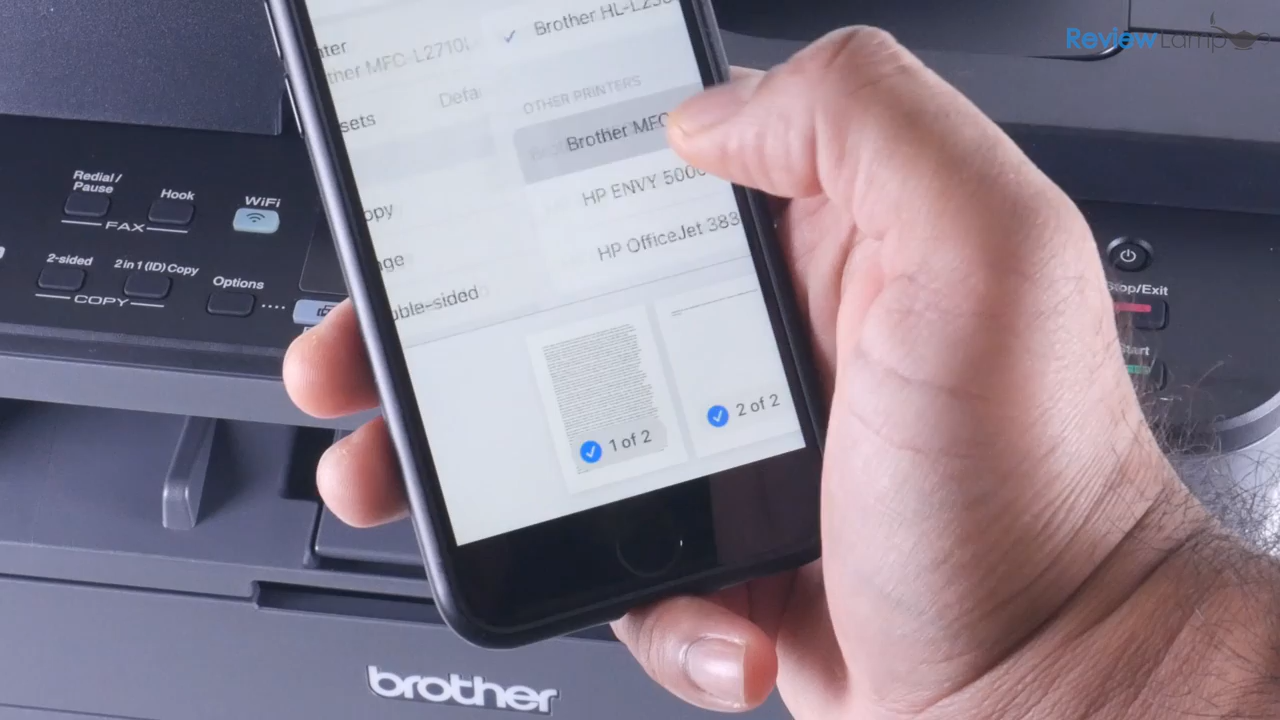 ReviewLamp
Brother HL-L23
nter
ther MFC-L2710
Defa
OTHER PRINTERS
sets
Brother MFC
HP ENVY 5000
opy
HP OfficeJet 383
nge
uble-sided
1 of 2
2 of 2
Redial /
Pause
Hook
WiFi
FAX
2-sided
2 in 1 (ID) Copy
Options
COPY
Stop/Exit
Start
brother